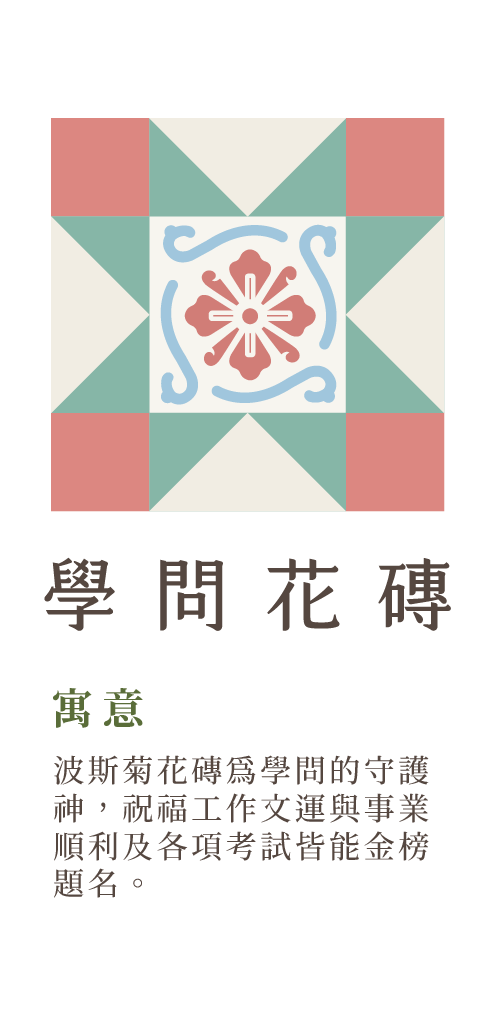 學問花磚
寓意
波斯菊花磚爲學問的守護
神，祝福工作文運與事業
順利及各項考試皆能金榜
題名。